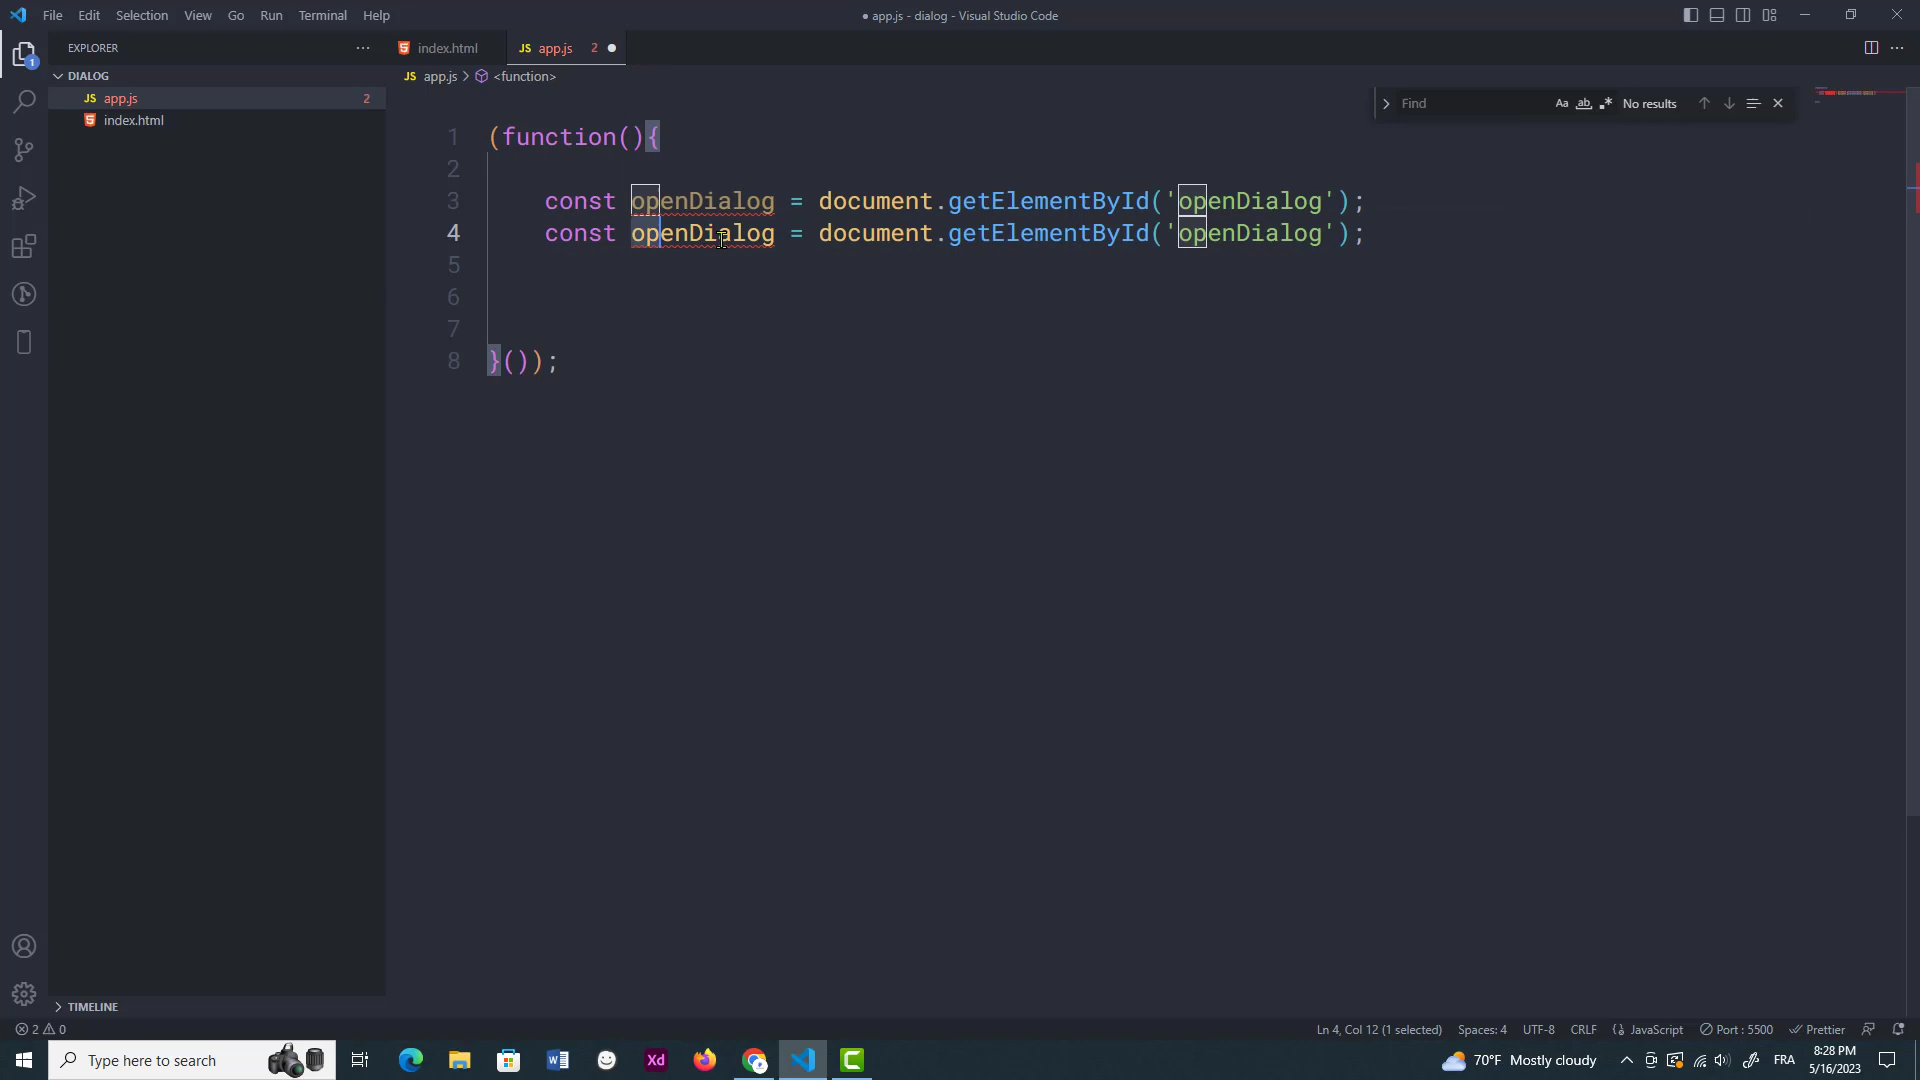 File Edit Selection View Go Run Terminal Help
● app.js - dialog - Visual Studio Code
EXPLORER
index.html
JS app.js 2
DIALOG
JS app.js > <function>
JS app.js 2
index.html
Find Aa ab No results
1 (function(){
2
3 const openDialog = document.getElementById('openDialog');
4 const openDialog = document.getElementById('openDialog');
5
6
7
8 }());
1
TIMELINE
2 0
Ln 4, Col 12 (1 selected) Spaces: 4 UTF-8 CRLF {} JavaScript Port : 5500 Prettier
Type here to search
Xd
70°F Mostly cloudy
FRA
8:28 PM
5/16/2023